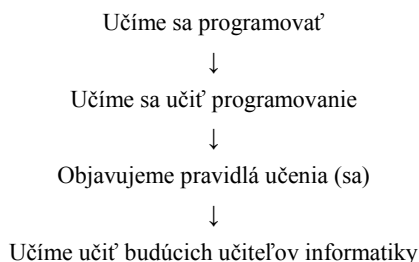 Učíme sa programovať
↓
Učíme sa učiť programovanie
↓
Objavujeme pravidlá učenia (sa)
↓
Učíme učiť budúcich učiteľov informatiky